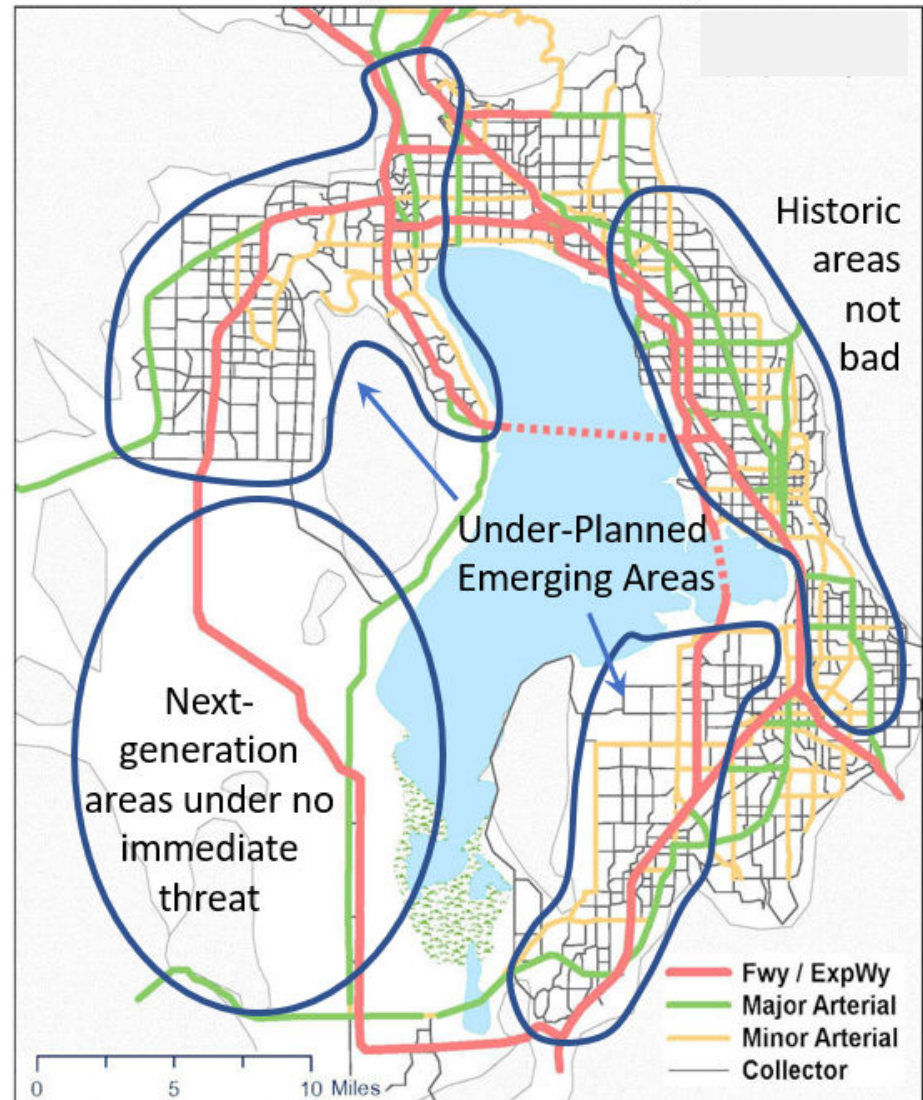 Historic
areas
not
bad
Under-Planned
Emerging Areas
Next-
generation
areas under no
immediate
threat
Fwy / ExpWy
Major Arterial
Minor Arterial
Collector
0 5 10 Miles